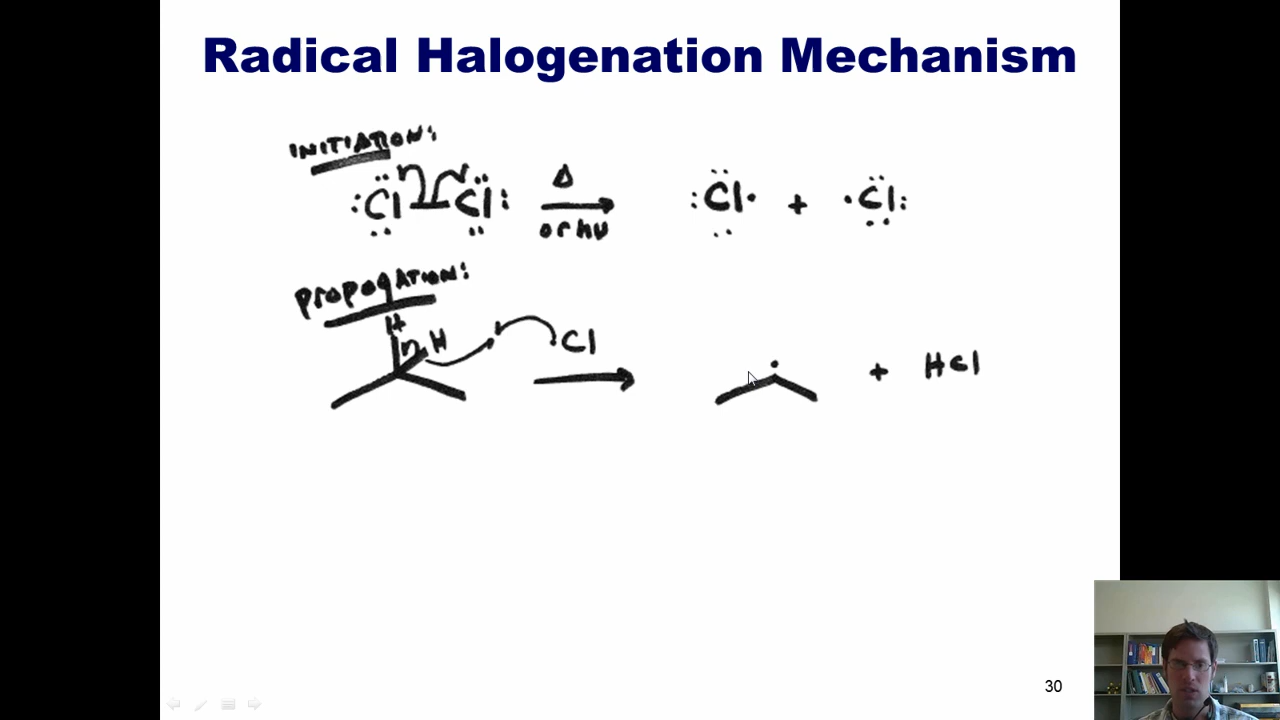 Radical Halogenation Mechanism
INITIATION:
:Cl—Cl: Δ :Cl· + ·Cl:
or hν
PROPOGATION:
H
H Cl + HCl
30